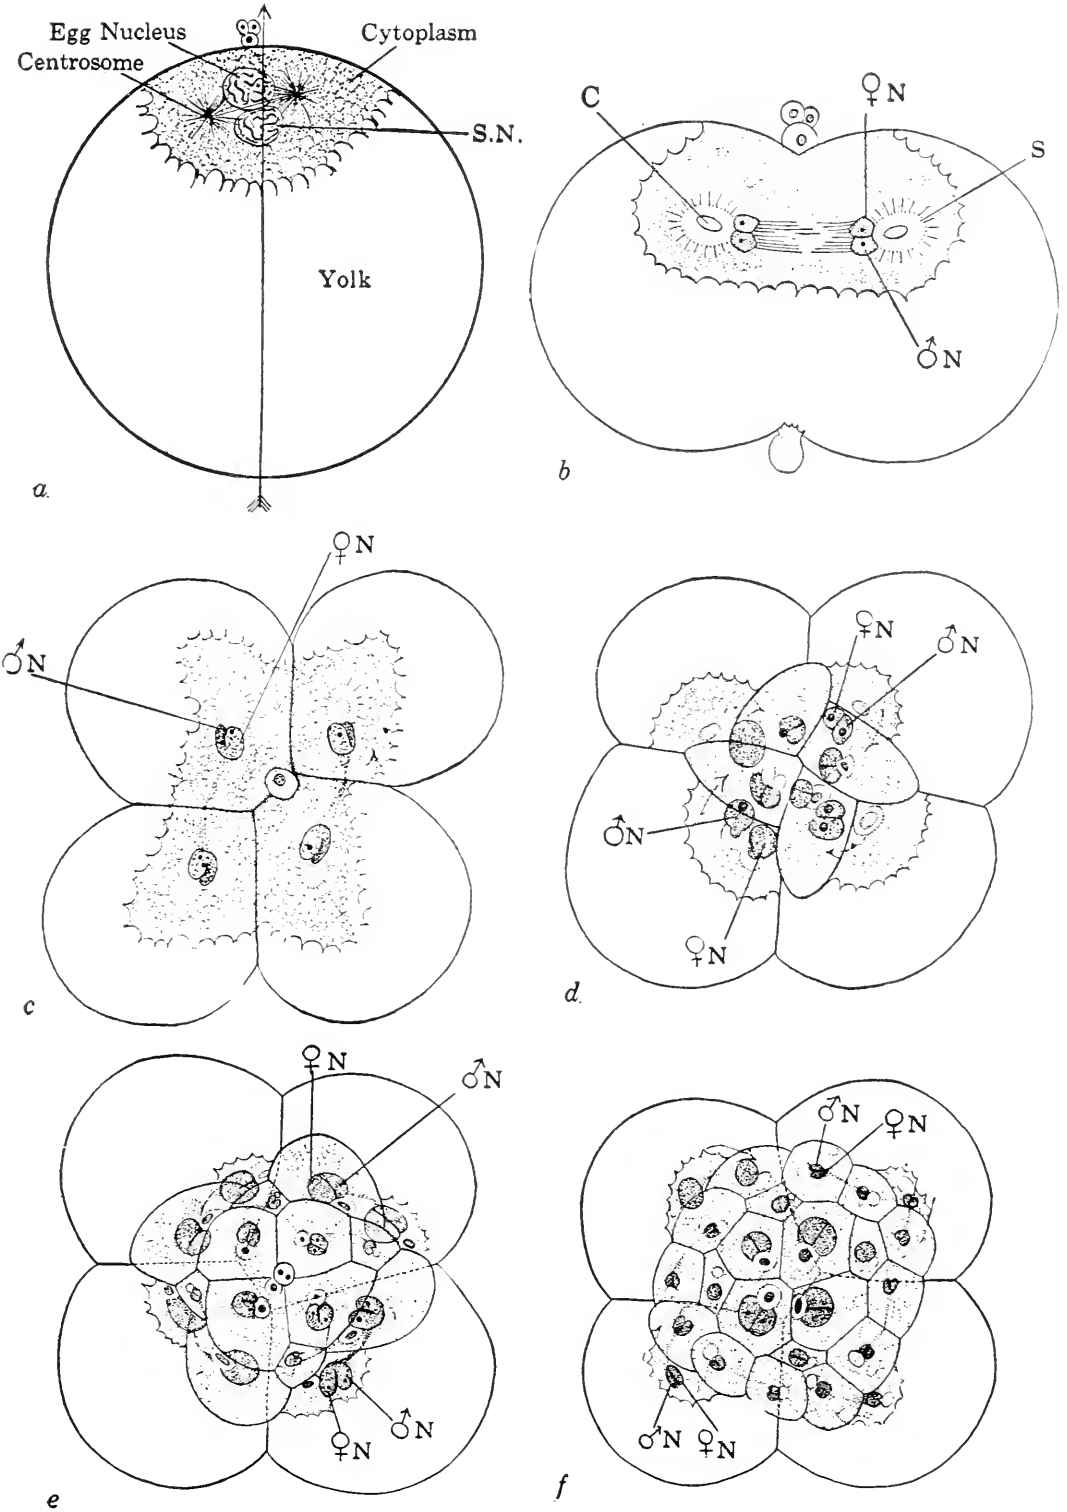 Egg Nucleus
Cytoplasm
Centrosome
S.N.
Yolk
a.
C
♀N
S
♂N
b
♀N
♂N
c
♀N
♂N
♂N
♀N
d.
♀N
♂N
♂N
♀N
e
♂N
♀N
♂N ♀N
f